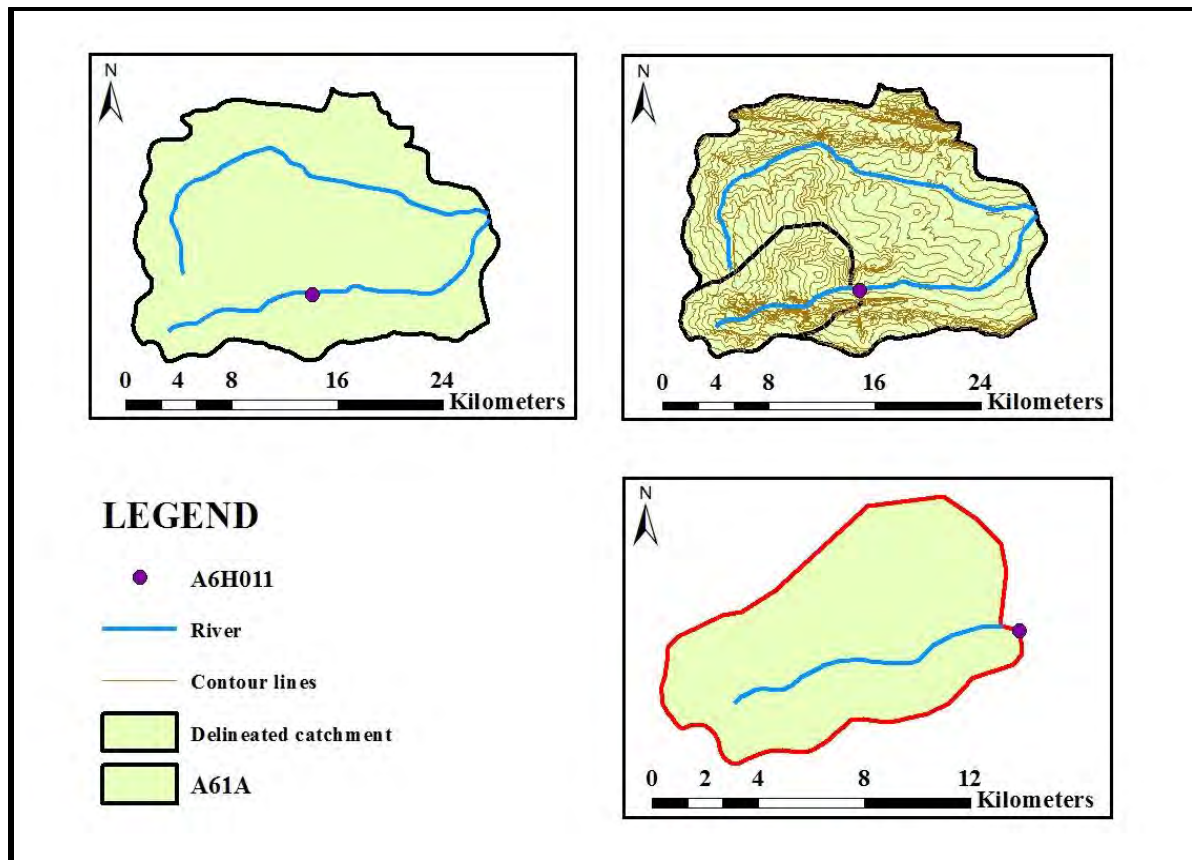 N
0 4 8 16 24
Kilometers
N
0 4 8 16 24
Kilometers
LEGEND
A6H011
River
Contour lines
Delineated catchment
A61A
N
0 2 4 8 12
Kilometers